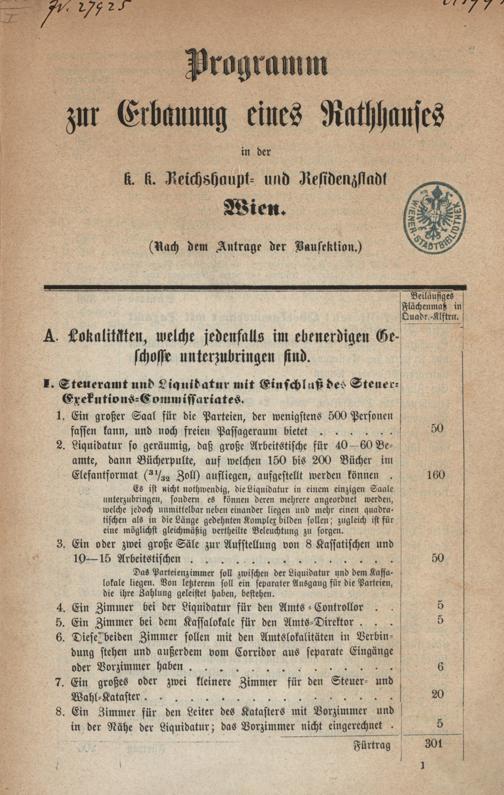 Nr. 27925
Programm
zur Erbauung eines Rathhauses
in der
k. k. Reichshaupt- und Residenzstadt
Wien.
(Nach dem Antrage der Bausektion.)
WIENER-STADTBIBLIOTHEK
Beiläufiges
Flächenmaß in
Quadr.-Klftrn.
A. Lokalitäten, welche jedenfalls im ebenerdigen Ge-
schosse unterzubringen sind.
I. Steueramt und Liquidatur mit Einschluß des Steuer-
Exekutions-Commissariates.
1. Ein großer Saal für die Parteien, der wenigstens 500 Personen
fassen kann, und noch freien Passageraum bietet . . . . . 50
2. Liquidatur so geräumig, daß große Arbeitstische für 40—60 Be-
amte, dann Bücherpulte, auf welchen 150 bis 200 Bücher im
Elefantformat (31/32 Zoll) aufliegen, aufgestellt werden können . 160
Es ist nicht nothwendig, die Liquidatur in einem einzigen Saale
unterzubringen, sondern es können deren mehrere angeordnet werden,
welche jedoch unmittelbar neben einander liegen und mehr einen quadra-
tischen als in die Länge gedehnten Komplex bilden sollen; zugleich ist für
eine möglichst gleichmäßig vertheilte Beleuchtung zu sorgen.
3. Ein oder zwei große Säle zur Aufstellung von 8 Kassatischen und
10—15 Arbeitstischen . . . . . . . . . . . . . 50
Das Parteienzimmer soll zwischen der Liquidatur und dem Kassa-
lokale liegen. Von letzterem soll ein separater Ausgang für die Parteien,
die ihre Zahlung geleistet haben, bestehen.
4. Ein Zimmer bei der Liquidatur für den Amts-Controllor . . . 5
5. Ein Zimmer bei dem Kassalokale für den Amts-Direktor . . . 5
6. Diese beiden Zimmer sollen mit den Amtslokalitäten in Verbin-
dung stehen und außerdem vom Corridor aus separate Eingänge
oder Vorzimmer haben . . . . . . . . . . . . . 6
7. Ein großes oder zwei kleinere Zimmer für den Steuer- und
Wahl-Kataster . . . . . . . . . . . . . . . . 20
8. Ein Zimmer für den Leiter des Katasters mit Vorzimmer und
in der Nähe der Liquidatur; das Vorzimmer nicht eingerechnet . 5
Fürtrag 301
1